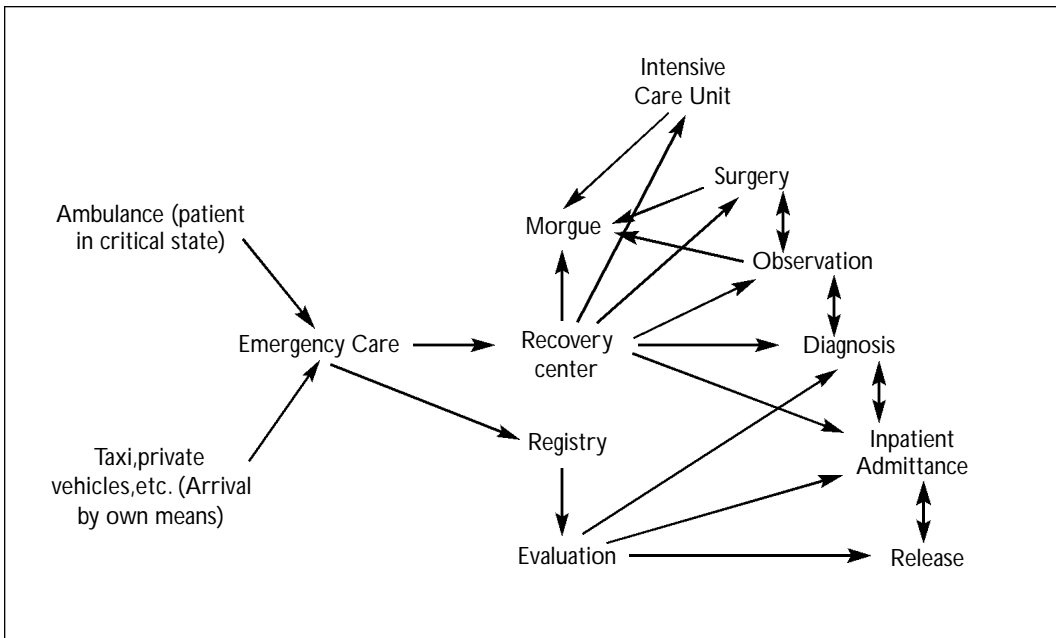 Intensive
Care Unit
Surgery
Ambulance (patient
in critical state)
Morgue
Observation
Emergency Care
Recovery
center
Diagnosis
Registry
Inpatient
Admittance
Taxi,private
vehicles,etc. (Arrival
by own means)
Evaluation
Release